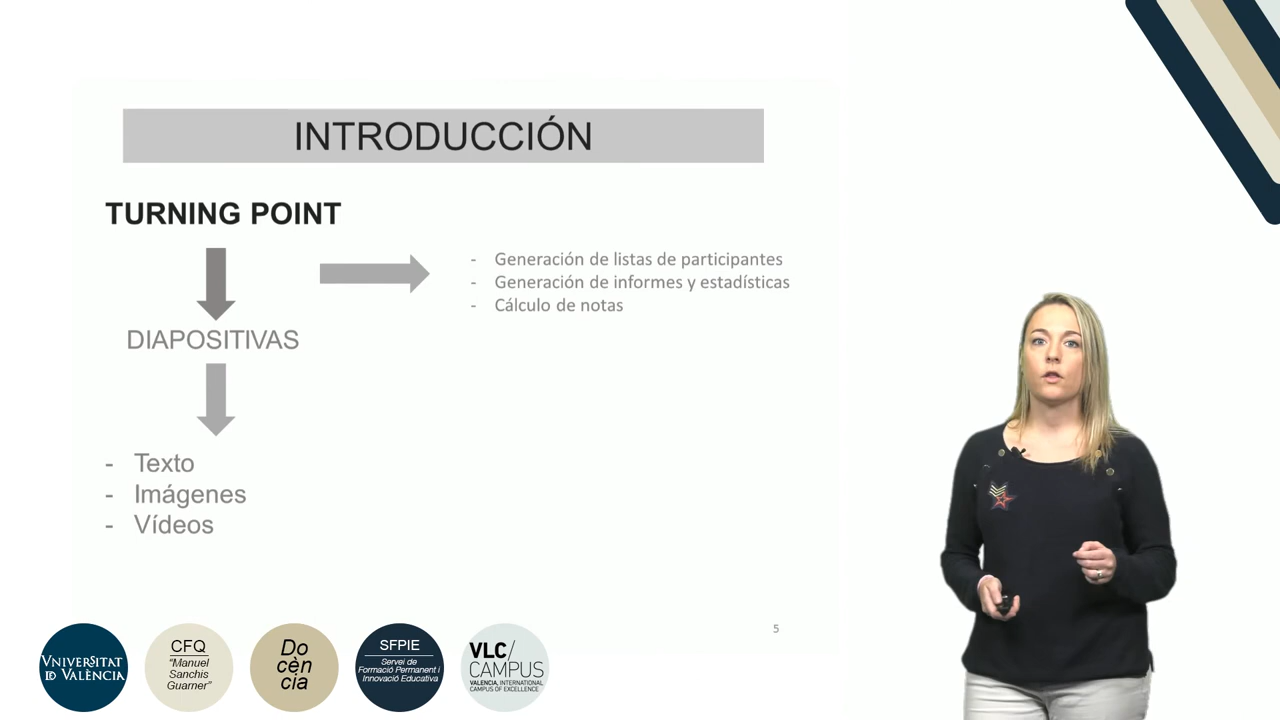 INTRODUCCIÓN
TURNING POINT
- Generación de listas de participantes
- Generación de informes y estadísticas
- Cálculo de notas
DIAPOSITIVAS
- Texto
- Imágenes
- Vídeos
5
VNIVERSITAT
ID VALÈNCIA
CFQ
"Manuel
Sanchis
Guarner"
Do
cèn
cia
SFPIE
Servei de
Formació Permanent i
Innovació Educativa
VLC/
CAMPUS
VALENCIA, INTERNATIONAL
CAMPUS OF EXCELLENCE